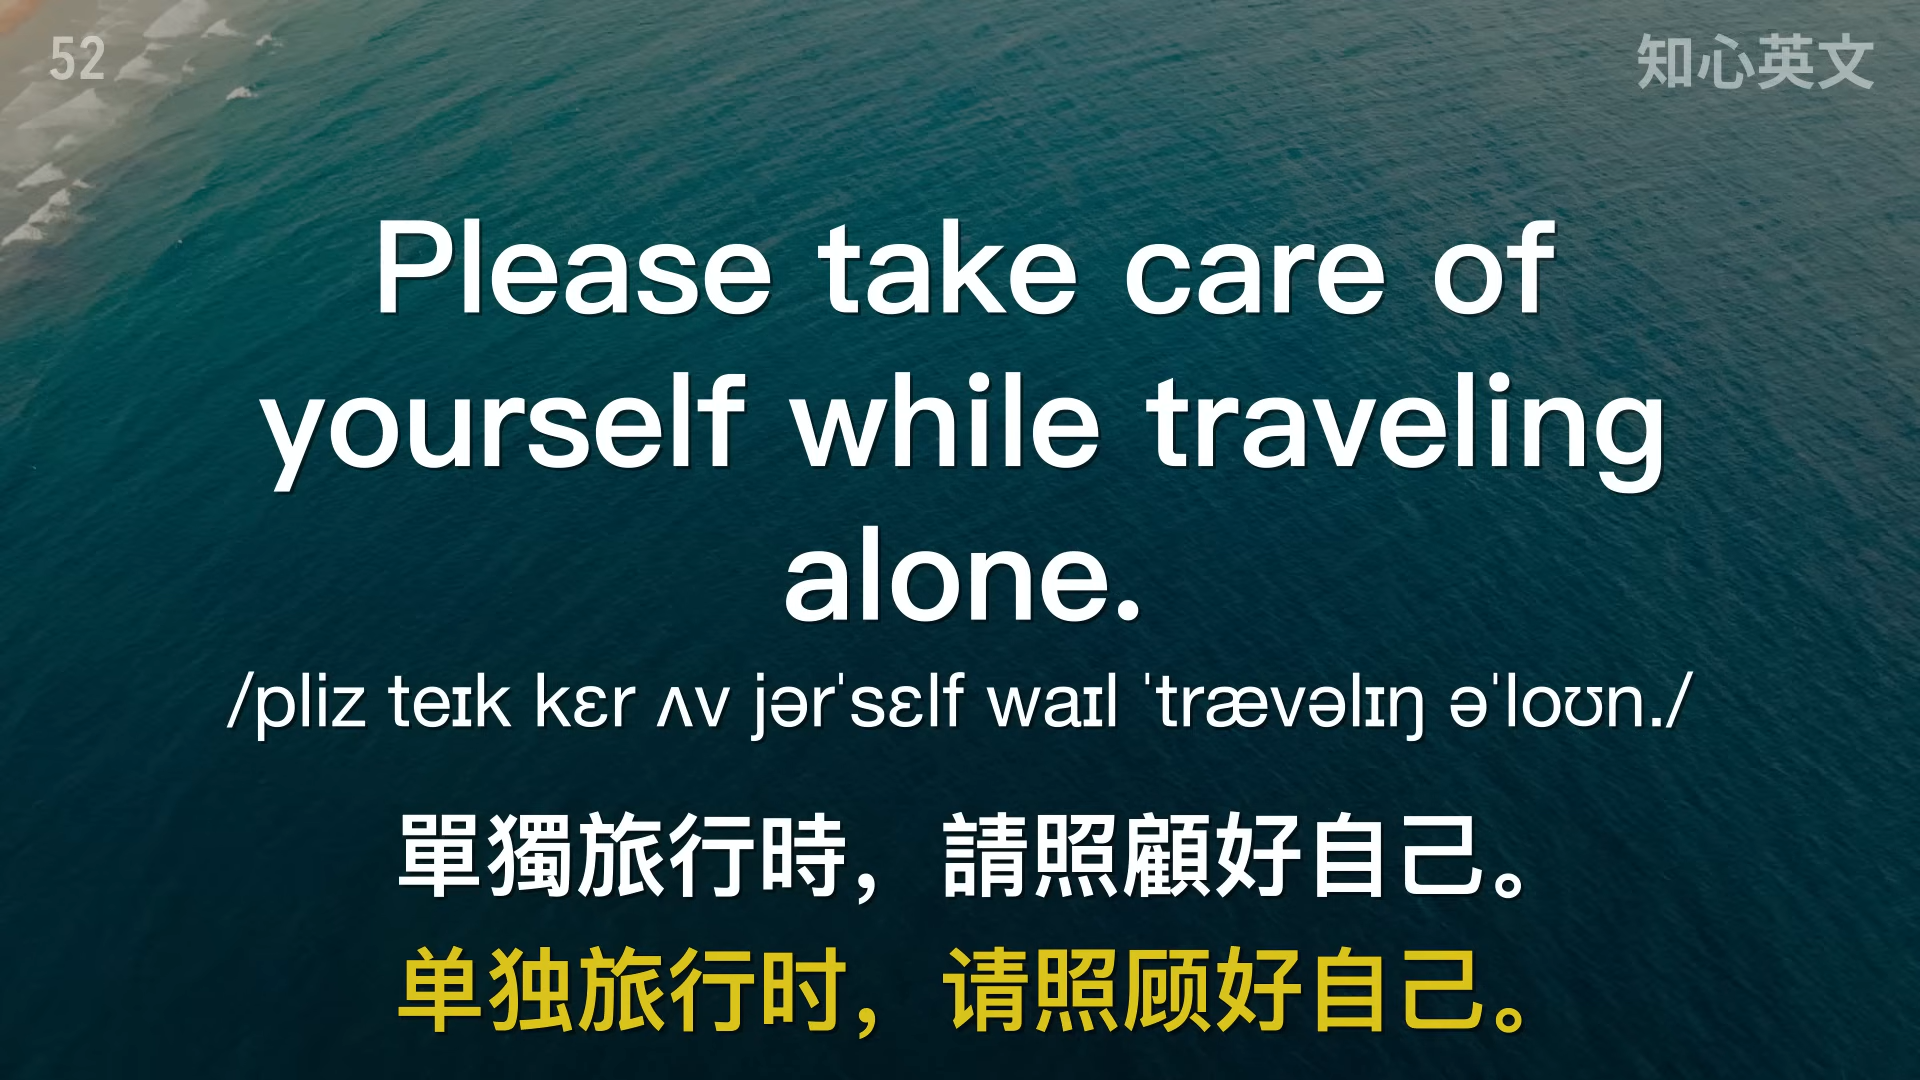 52
知心英文
Please take care of
yourself while traveling
alone.
/pliz teɪk kɛr ʌv jərˈsɛlf waɪl ˈtrævəlɪŋ əˈloʊn./
單獨旅行時，請照顧好自己。
单独旅行时，请照顾好自己。